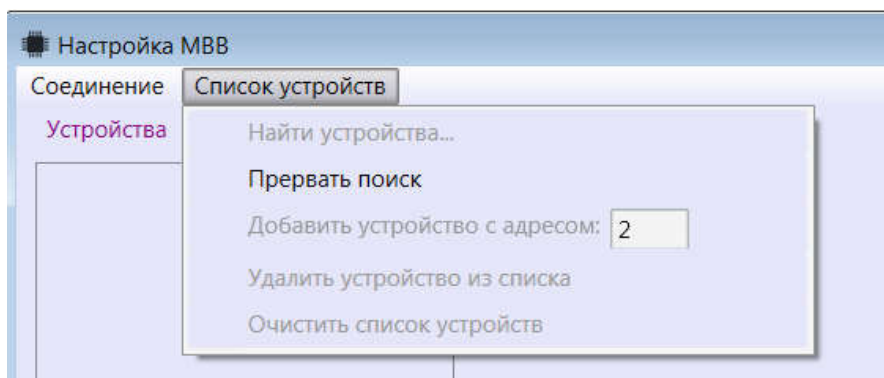 Настройка МВВ
Соединение Список устройств
Устройства
Найти устройства...
Прервать поиск
Добавить устройство с адресом: 2
Удалить устройство из списка
Очистить список устройств